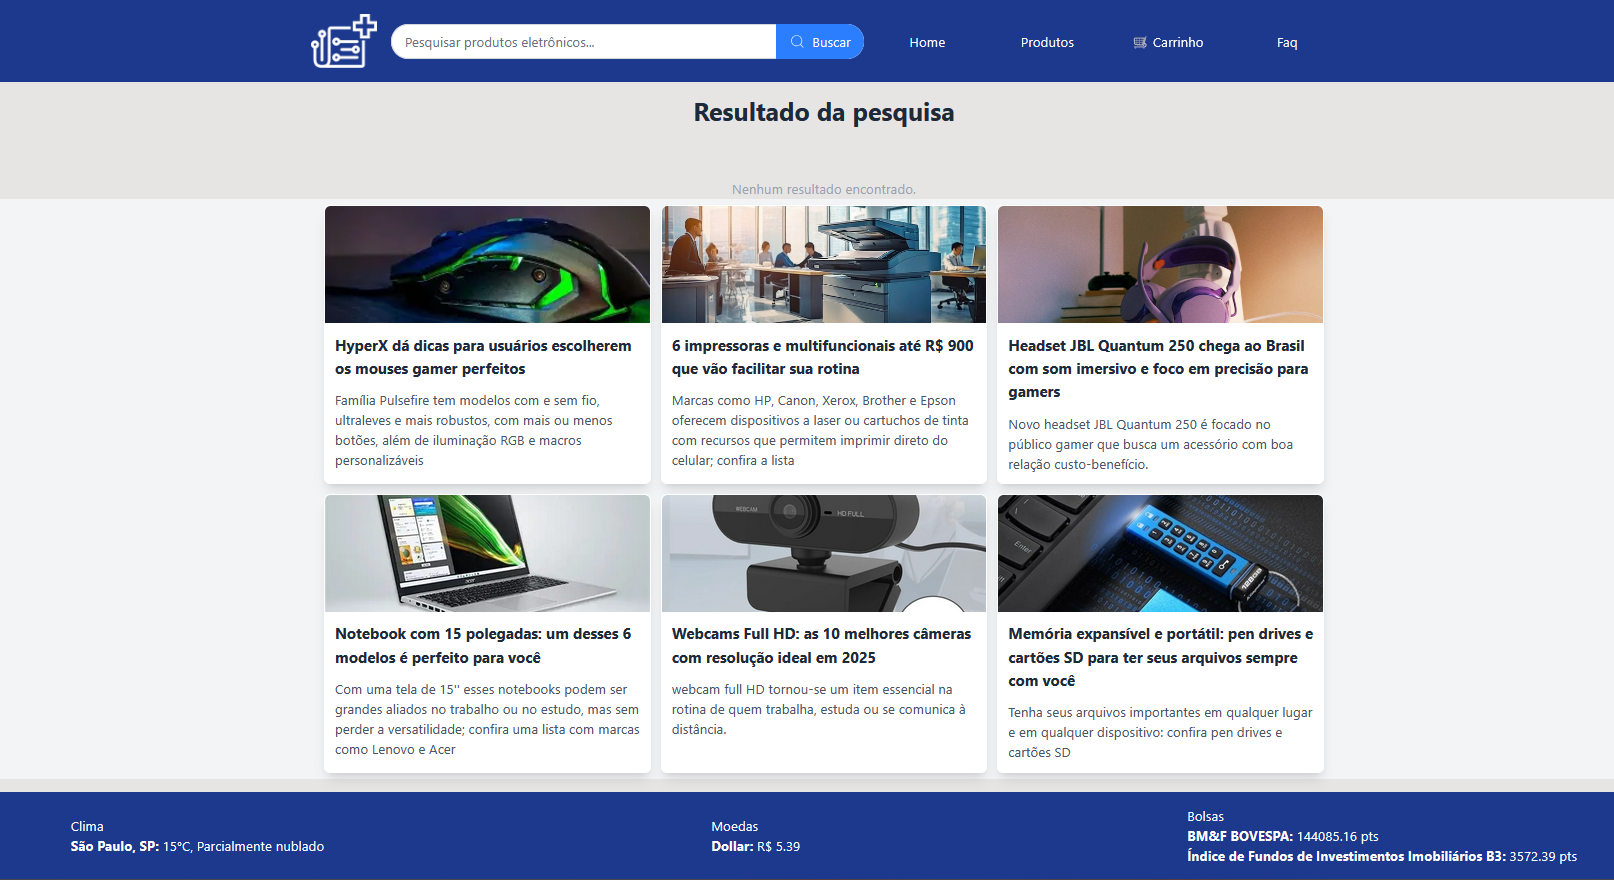 Pesquisar produtos eletrônicos...
Buscar
Home
Produtos
Carrinho
Faq
Resultado da pesquisa
Nenhum resultado encontrado.
HyperX dá dicas para usuários escolherem
os mouses gamer perfeitos
Família Pulsefire tem modelos com e sem fio,
ultraleves e mais robustos, com mais ou menos
botões, além de iluminação RGB e macros
personalizáveis
6 impressoras e multifuncionais até R$ 900
que vão facilitar sua rotina
Marcas como HP, Canon, Xerox, Brother e Epson
oferecem dispositivos a laser ou cartuchos de tinta
com recursos que permitem imprimir direto do
celular; confira a lista
Headset JBL Quantum 250 chega ao Brasil
com som imersivo e foco em precisão para
gamers
Novo headset JBL Quantum 250 é focado no
público gamer que busca um acessório com boa
relação custo-benefício.
acer
Notebook com 15 polegadas: um desses 6
modelos é perfeito para você
Com uma tela de 15'' esses notebooks podem ser
grandes aliados no trabalho ou no estudo, mas sem
perder a versatilidade; confira uma lista com marcas
como Lenovo e Acer
WEBCAM
HD FULL
Webcams Full HD: as 10 melhores câmeras
com resolução ideal em 2025
webcam full HD tornou-se um item essencial na
rotina de quem trabalha, estuda ou se comunica à
distância.
Enter
128GB
Memória expansível e portátil: pen drives e
cartões SD para ter seus arquivos sempre
com você
Tenha seus arquivos importantes em qualquer lugar
e em qualquer dispositivo: confira pen drives e
cartões SD
Clima
São Paulo, SP: 15°C, Parcialmente nublado
Moedas
Dollar: R$ 5.39
Bolsas
BM&F BOVESPA: 144085.16 pts
Índice de Fundos de Investimentos Imobiliários B3: 3572.39 pts